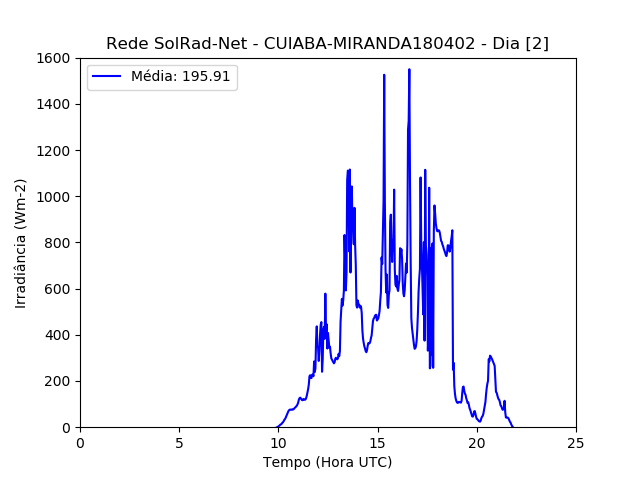 Rede SolRad-Net - CUIABA-MIRANDA180402 - Dia [2]
Média: 195.91
Irradiância (Wm-2)
1600
1400
1200
1000
800
600
400
200
0
0 5 10 15 20 25
Tempo (Hora UTC)